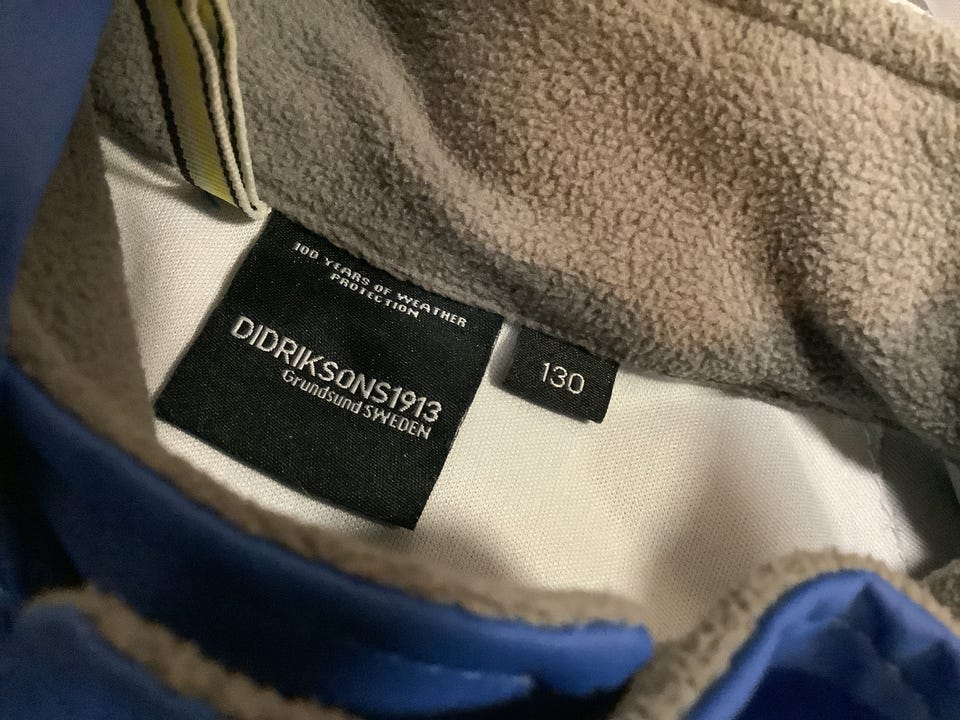 100 YEARS OF WEATHER
PROTECTION
DIDRIKSONS1913
Grundsund SWEDEN
130